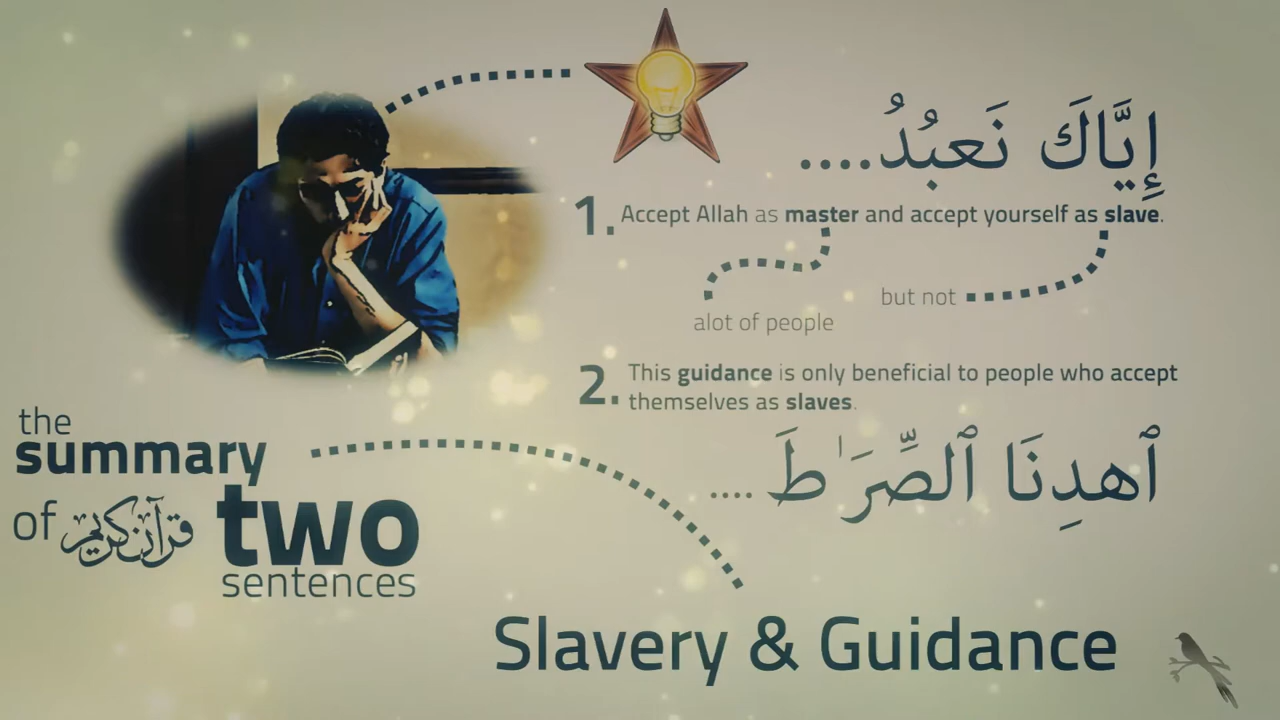 إِيَّاكَ نَعبُدُ....
1. Accept Allah as master and accept yourself as slave.
but not
alot of people
2. This guidance is only beneficial to people who accept
themselves as slaves.
ٱهدِنَا ٱلصِّرَٰطَ ....
the
summary
of قرآن کریم two
sentences
Slavery & Guidance